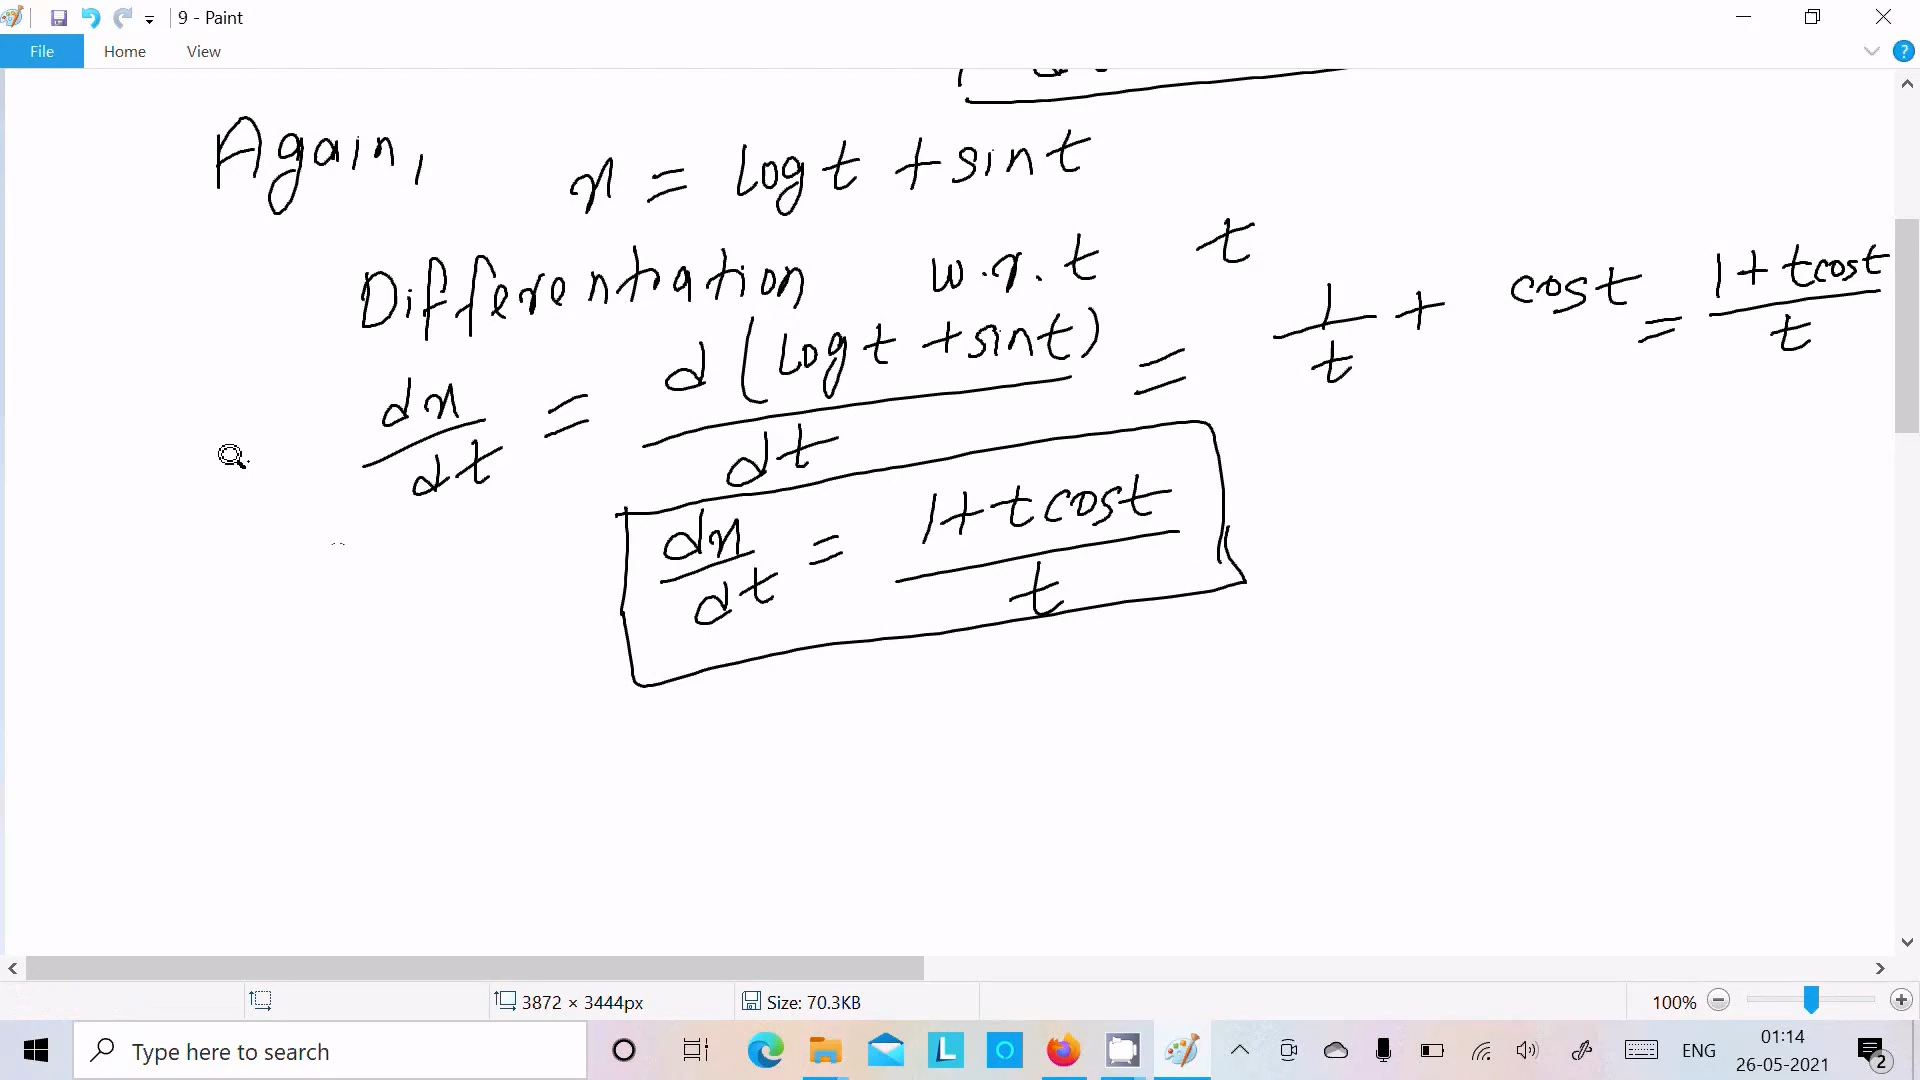 9 - Paint
File Home View
Again, x = log t + sin t
Differentiation w.r.t t
dx/dt = d (log t + sin t)/dt = 1/t + cos t = 1 + t cos t/t
dx/dt = 1 + t cos t/t
3872 × 3444px Size: 70.3KB 100%
Type here to search
ENG
01:14
26-05-2021
2